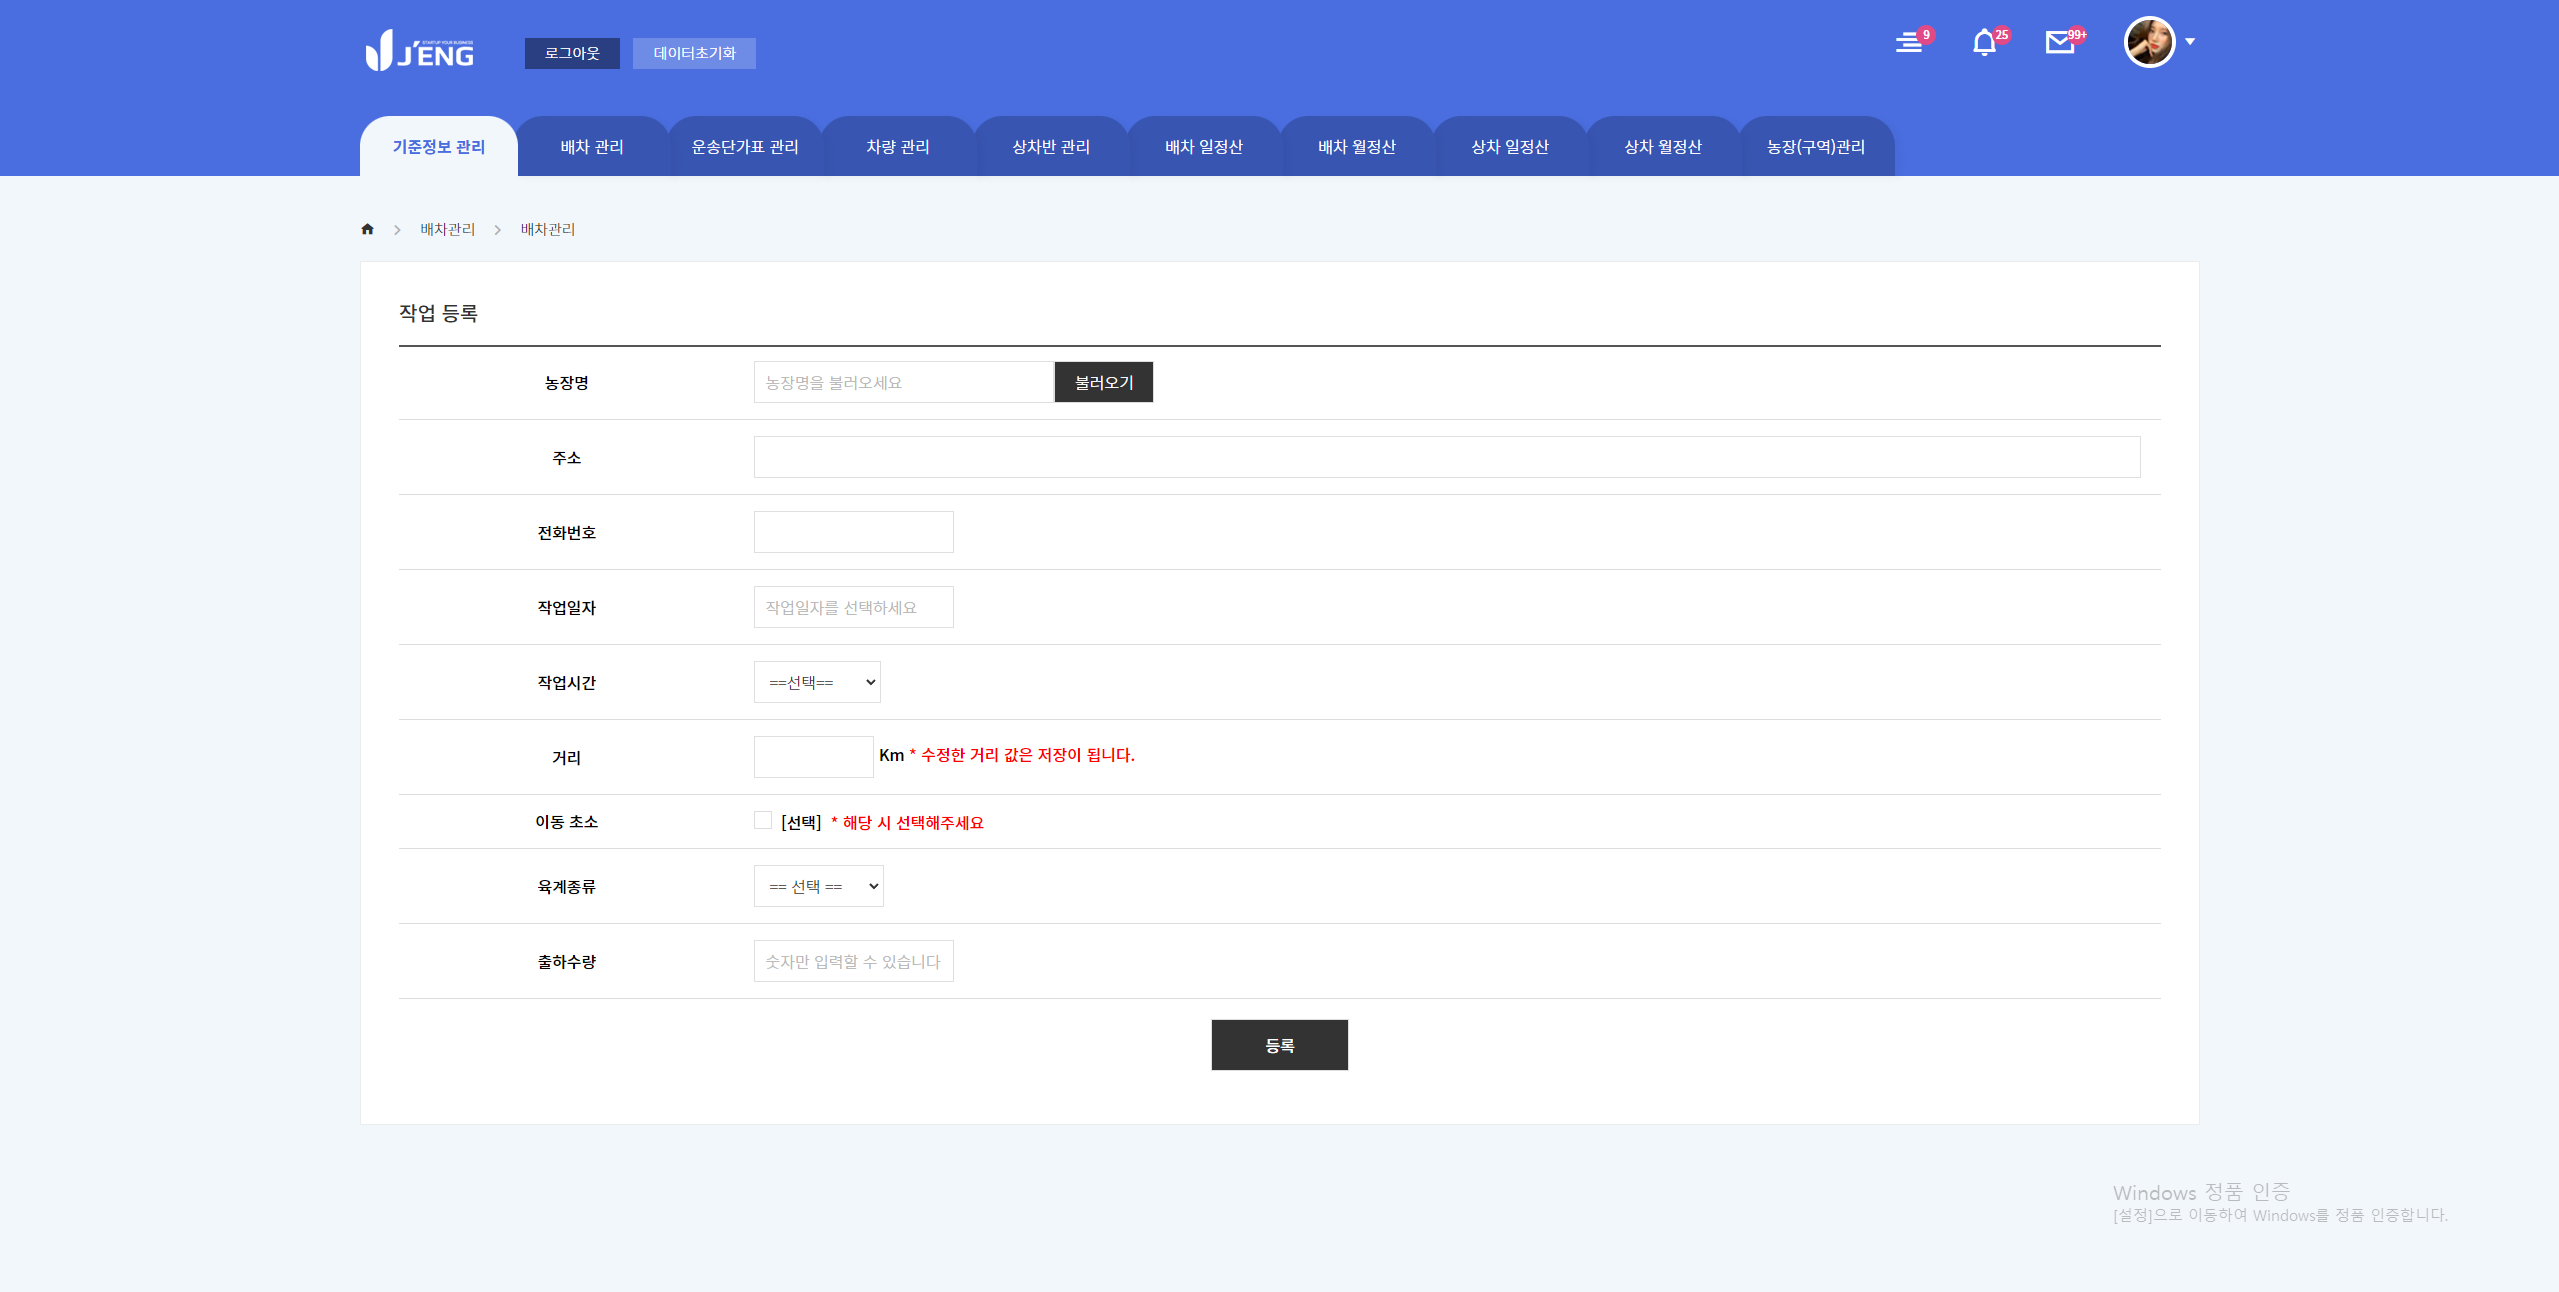 STARTUP YOUR BUSINESS
J'ENG
로그아웃
데이터초기화
9
25
99+
기준정보 관리
배차 관리
운송단가표 관리
차량 관리
상차반 관리
배차 일정산
배차 월정산
상차 일정산
상차 월정산
농장(구역)관리
배차관리
배차관리
작업 등록
농장명
농장명을 불러오세요
불러오기
주소
전화번호
작업일자
작업일자를 선택하세요
작업시간
==선택==
거리
Km * 수정한 거리 값은 저장이 됩니다.
이동 초소
[선택] * 해당 시 선택해주세요
육계종류
== 선택 ==
출하수량
숫자만 입력할 수 있습니다
등록
Windows 정품 인증
[설정]으로 이동하여 Windows를 정품 인증합니다.